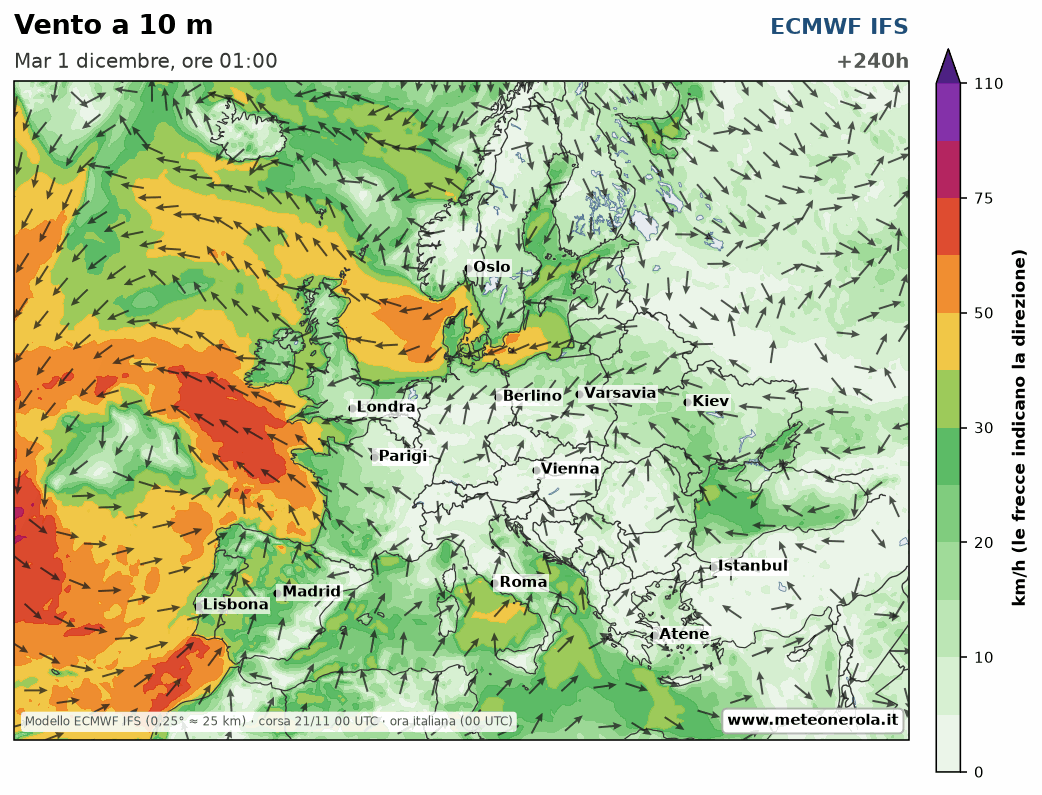 Vento a 10 m
ECMWF IFS
Mar 1 dicembre, ore 01:00
+240h
110
75
50
30
20
10
0
km/h (le frecce indicano la direzione)
Oslo
Berlino
Varsavia
Kiev
Londra
Parigi
Vienna
Istanbul
Roma
Madrid
Lisbona
Atene
Modello ECMWF IFS (0,25° ≈ 25 km) · corsa 21/11 00 UTC · ora italiana (00 UTC)
www.meteonerola.it